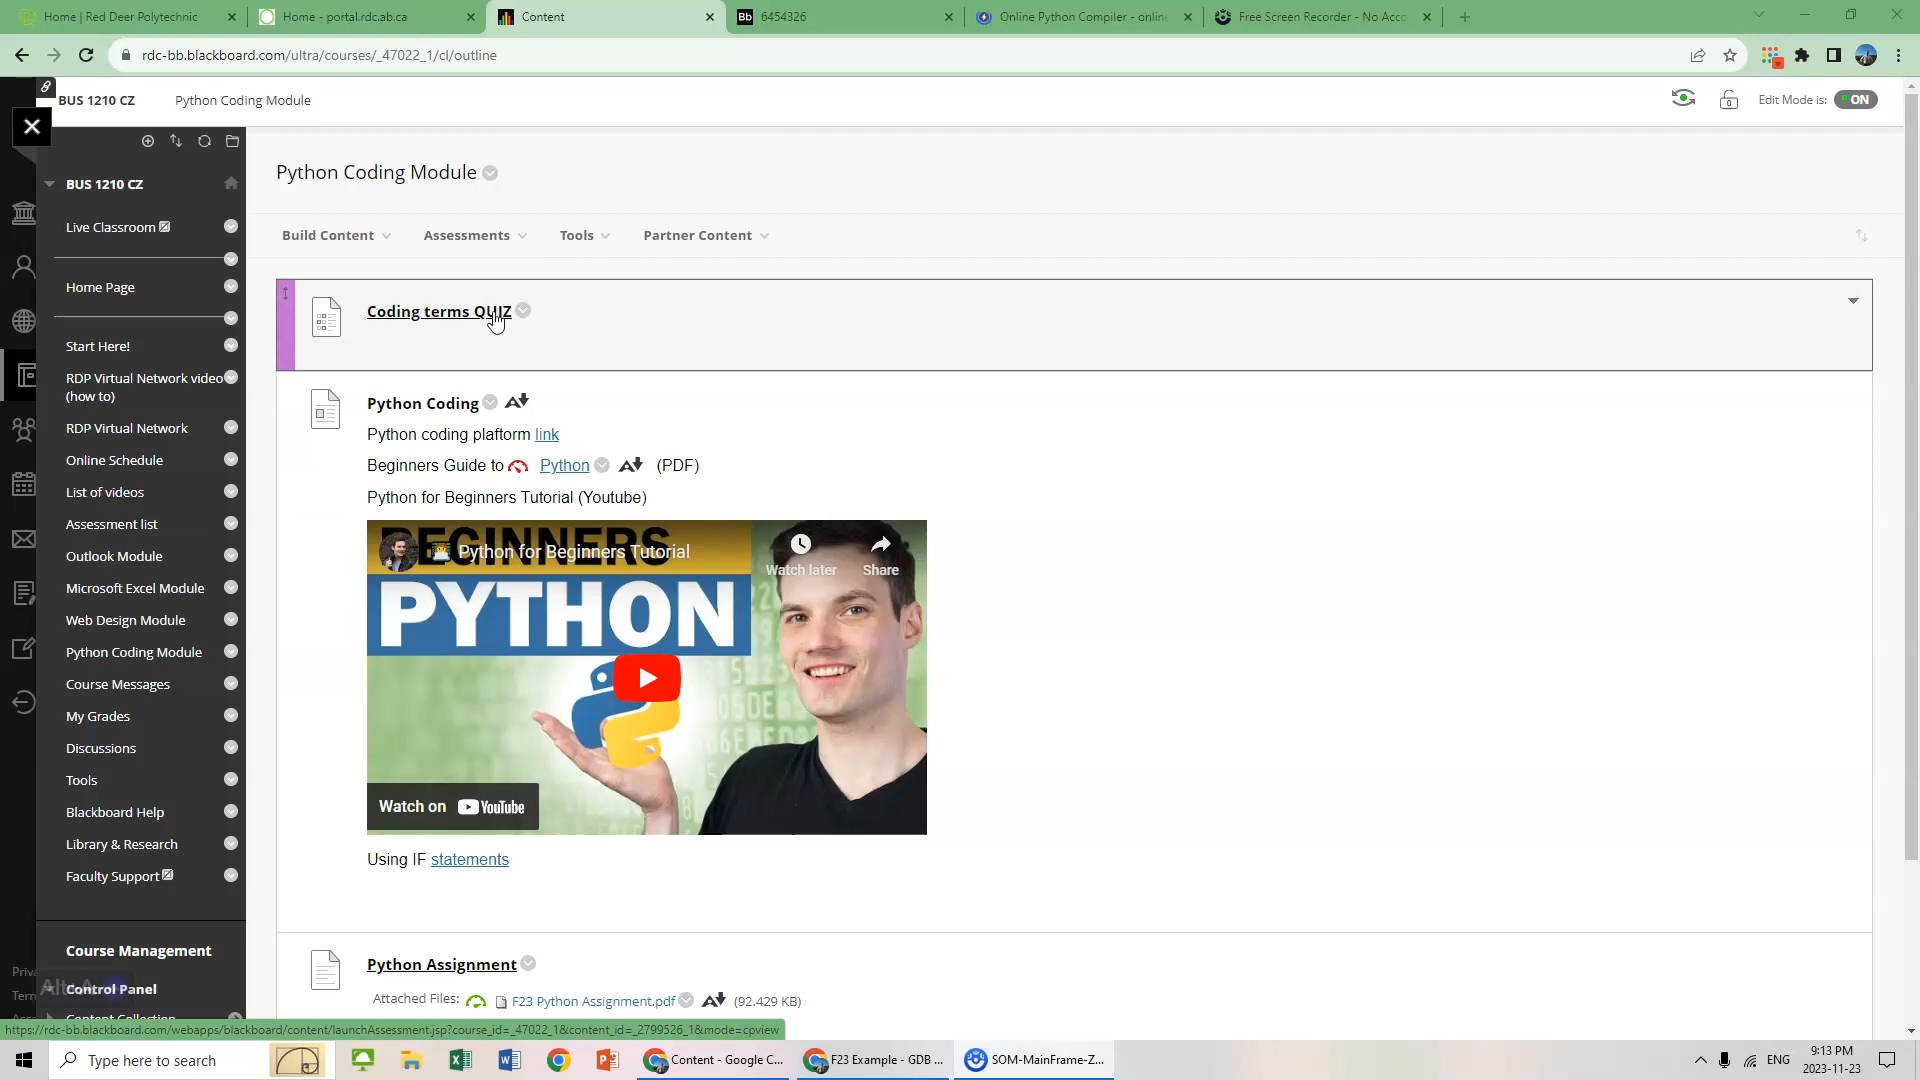 Home | Red Deer Polytechnic
Home - portal.rdc.ab.ca
Content
Bb 6454326
Online Python Compiler - online
Free Screen Recorder - No Acco
rdc-bb.blackboard.com/ultra/courses/_47022_1/cl/outline
BUS 1210 CZ
Python Coding Module
Edit Mode is: ON
BUS 1210 CZ
Live Classroom
Home Page
Start Here!
RDP Virtual Network video
(how to)
RDP Virtual Network
Online Schedule
List of videos
Assessment list
Outlook Module
Microsoft Excel Module
Web Design Module
Python Coding Module
Course Messages
My Grades
Discussions
Tools
Blackboard Help
Library & Research
Faculty Support
Course Management
Control Panel
Content Collection
Python Coding Module
Build Content
Assessments
Tools
Partner Content
Coding terms QUIZ
Python Coding
Python coding plaftorm link
Beginners Guide to Python (PDF)
Python for Beginners Tutorial (Youtube)
BEGINNERS
Python for Beginners Tutorial
Watch later
Share
PYTHON
Watch on YouTube
Using IF statements
Python Assignment
Attached Files: F23 Python Assignment.pdf (92.429 KB)
https://rdc-bb.blackboard.com/webapps/blackboard/content/launchAssessment.jsp?course_id=_47022_1&content_id=_2799526_1&mode=cpview
Type here to search
Content - Google C...
F23 Example - GDB ...
SOM-MainFrame-Z...
ENG
9:13 PM
2023-11-23